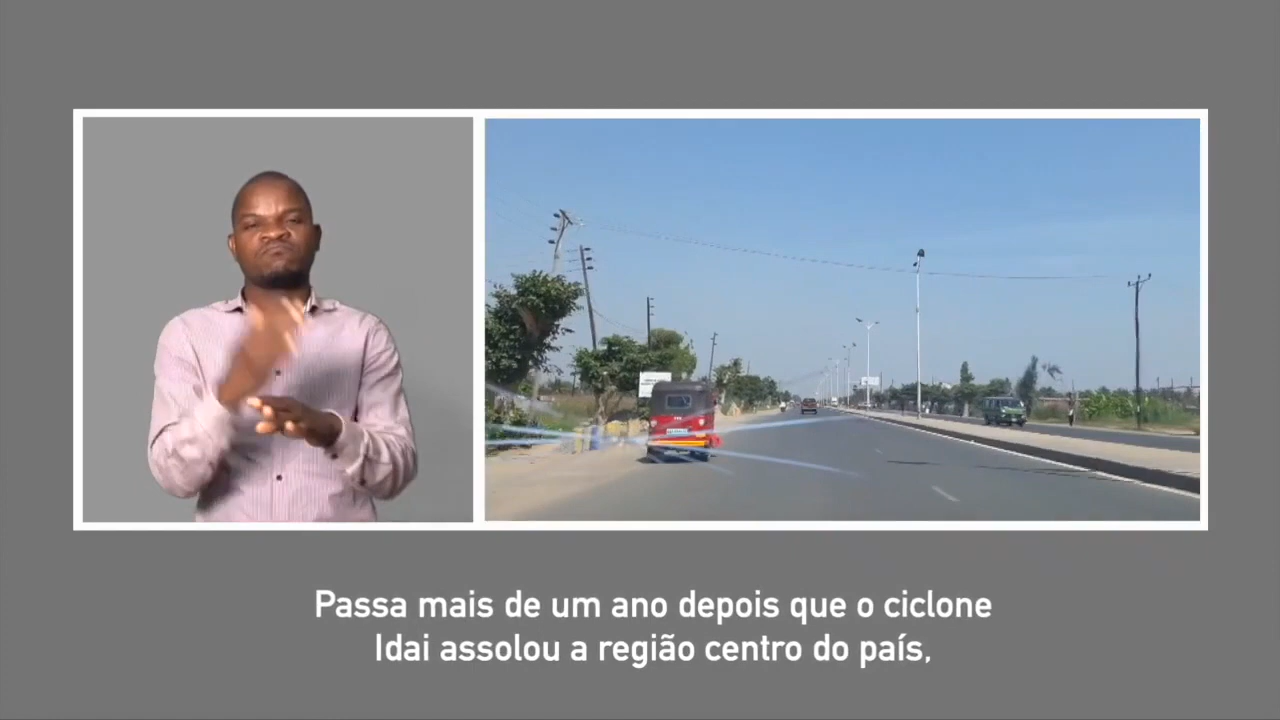 Passa mais de um ano depois que o ciclone
Idai assolou a região centro do país,